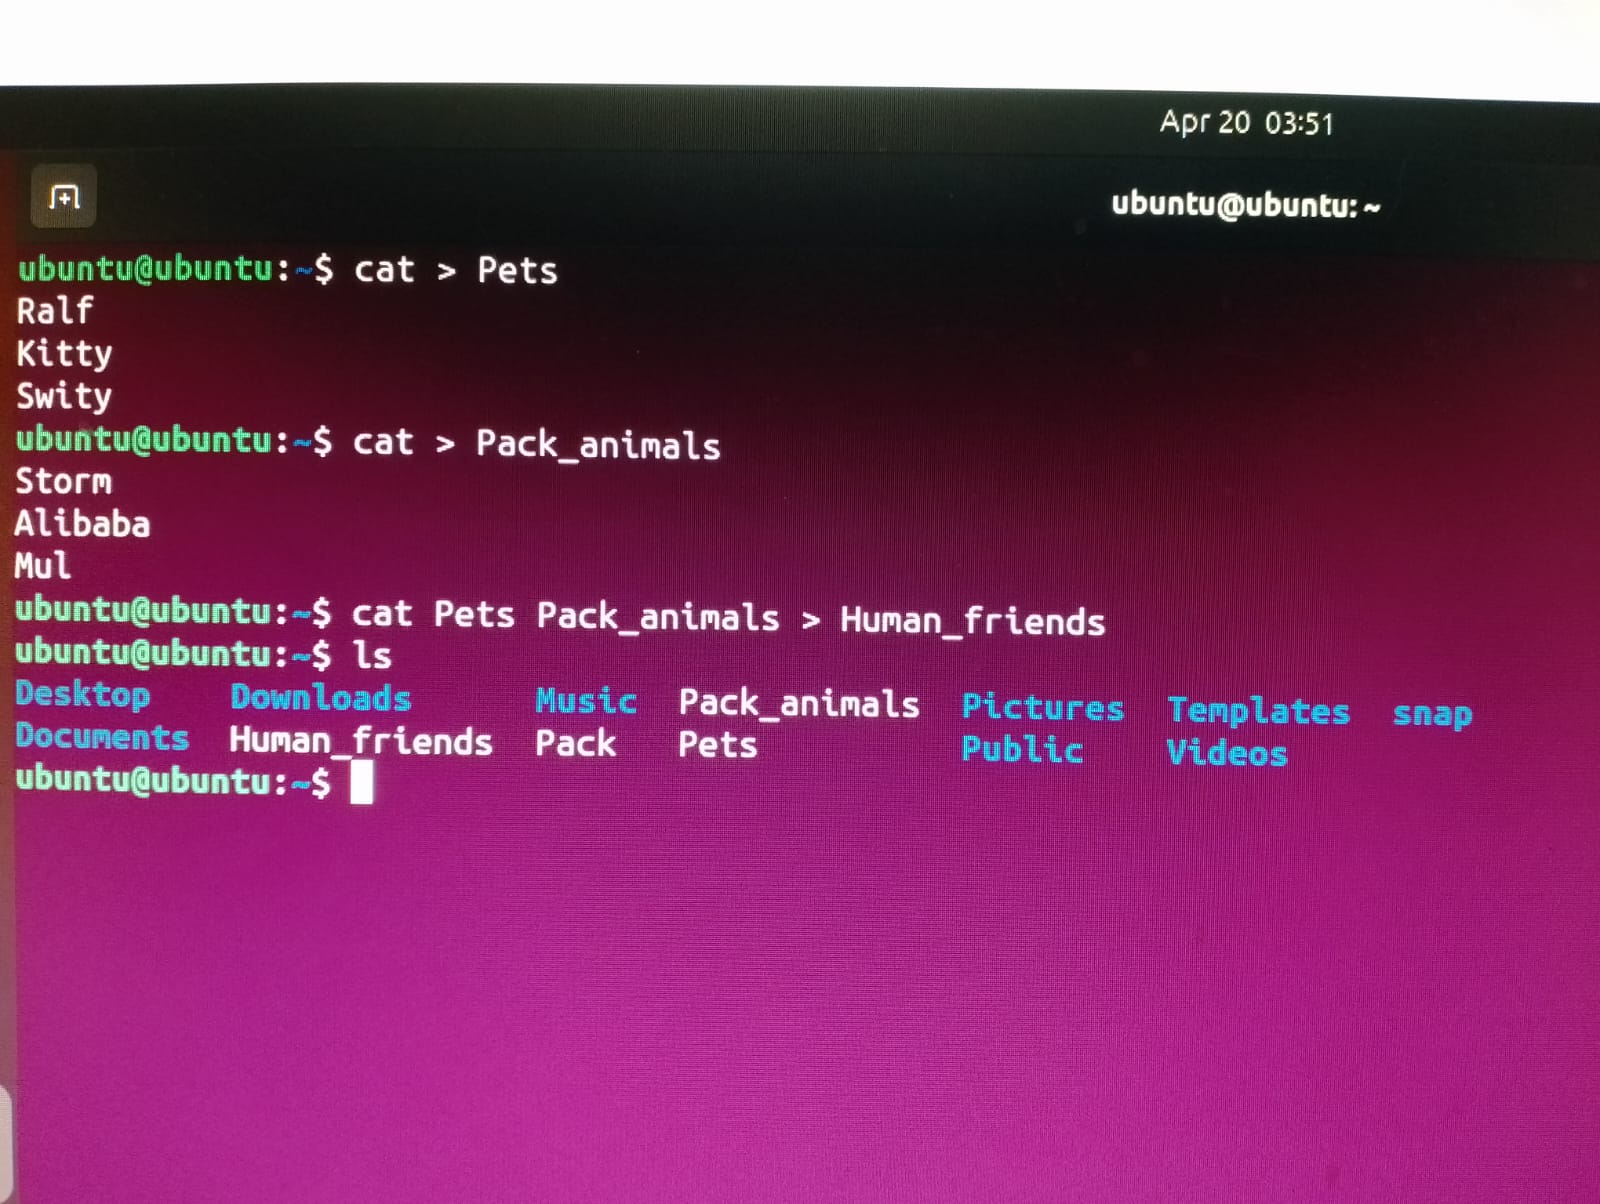 Apr 20 03:51
ubuntu@ubuntu: ~
ubuntu@ubuntu:~$ cat > Pets
Ralf
Kitty
Swity
ubuntu@ubuntu:~$ cat > Pack_animals
Storm
Alibaba
Mul
ubuntu@ubuntu:~$ cat Pets Pack_animals > Human_friends
ubuntu@ubuntu:~$ ls
Desktop Downloads Music Pack_animals Pictures Templates snap
Documents Human_friends Pack Pets Public Videos
ubuntu@ubuntu:~$